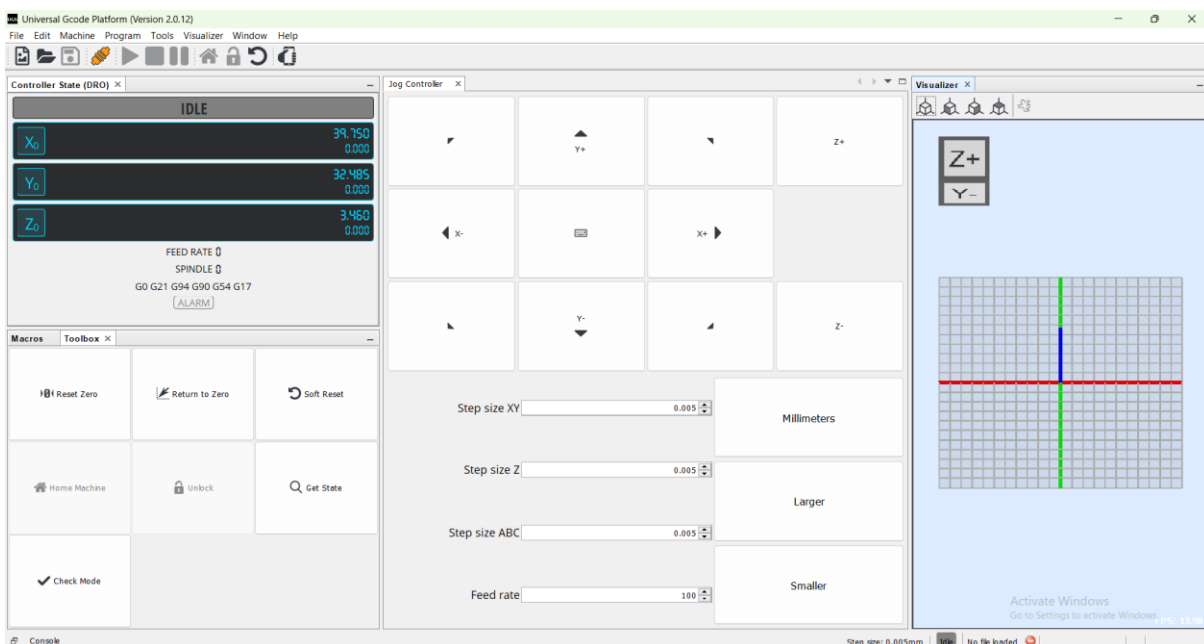 Universal Gcode Platform (Version 2.0.12)
File Edit Machine Program Tools Visualizer Window Help
Controller State (DRO)
IDLE
X0 39.750
0.000
Y0 32.485
0.000
Z0 3.460
0.000
FEED RATE 0
SPINDLE 0
G0 G21 G94 G90 G54 G17
ALARM
Macros Toolbox
Reset Zero
Return to Zero
Soft Reset
Home Machine
Unlock
Get State
Check Mode
Jog Controller
Y+
Z+
X-
X+
Y-
Z-
Step size XY 0.005
Millimeters
Step size Z 0.005
Larger
Step size ABC 0.005
Feed rate 100
Smaller
Visualizer
Z+
Y-
Activate Windows
Go to Settings to activate Windows.
Console
Step size: 0.005mm Idle No file loaded